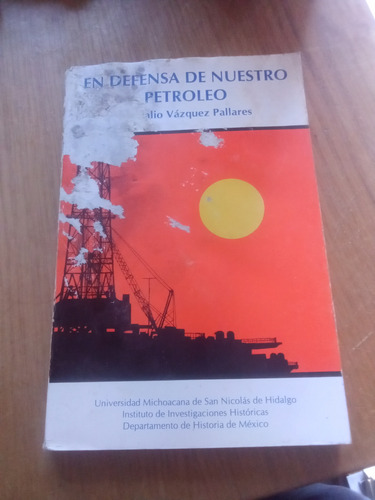 EN DEFENSA DE NUESTRO
PETROLEO
Vázquez Pallares
Universidad Michoacana de San Nicolás de Hidalgo
Instituto de Investigaciones Históricas
Departamento de Historia de México